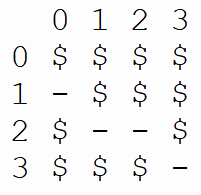 0 1 2 3
0 $ $ $ $
1 - $ $ $
2 $ - - $
3 $ $ $ -